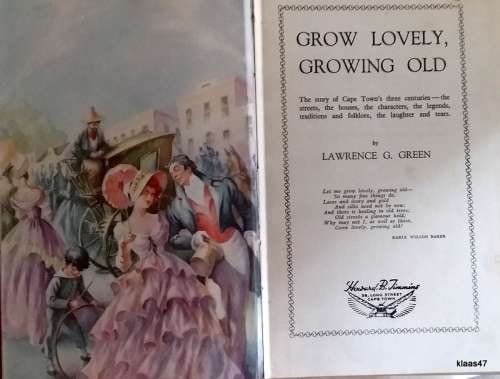 GROW LOVELY,
GROWING OLD
The story of Cape Town's three centuries — the
streets, the houses, the characters, the legends,
traditions and folklore, the laughter and tears.
by
LAWRENCE G. GREEN
Let me grow lovely, growing old—
So many fine things do.
Laces and ivory and gold
And silks need not be new;
And there is healing in old trees,
Old streets a glamour hold;
Why may not I, as well as these,
Grow lovely, growing old?
KARLE WILSON BAKER.
Howard B. Timmins
58, LONG STREET
CAPE TOWN
klaas47